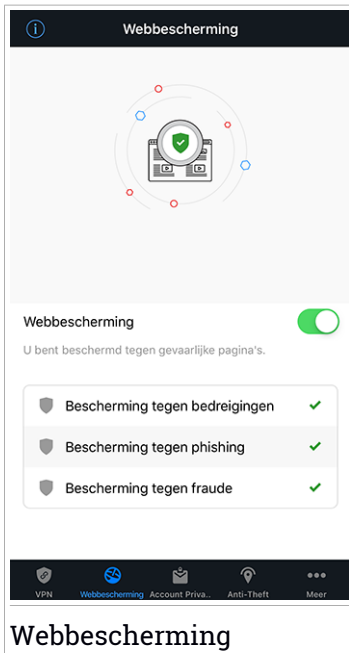 Webbescherming
Webbescherming
U bent beschermd tegen gevaarlijke pagina's.
Bescherming tegen bedreigingen
Bescherming tegen phishing
Bescherming tegen fraude
VPN Webbescherming Account Priva.. Anti-Theft Meer
Webbescherming